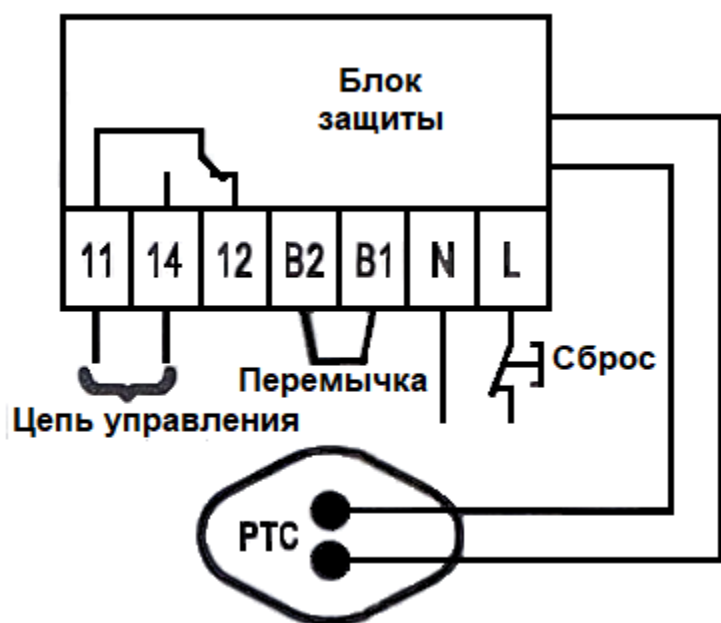 Блок
защиты
11 14 12 B2 B1 N L
Сброс
Перемычка
Цепь управления
PTC